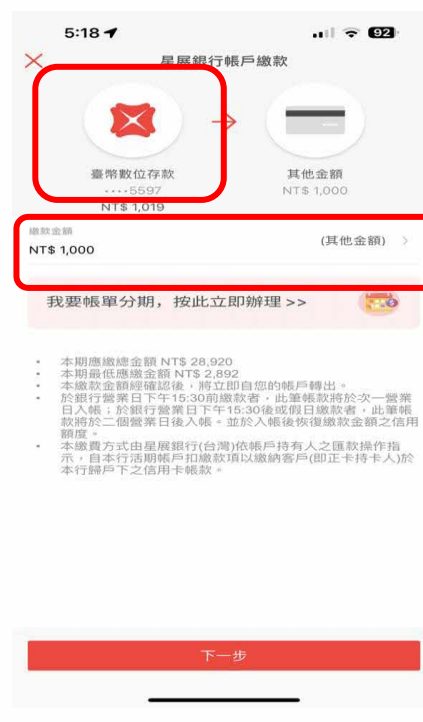 5:18
92
星展銀行帳戶繳款
臺幣數位存款
····5597
NT$ 1,019
其他金額
NT$ 1,000
繳款金額
NT$ 1,000
(其他金額)
我要帳單分期，按此立即辦理 >>
• 本期應繳總金額 NT$ 28,920
• 本期最低應繳金額 NT$ 2,892
• 本繳款金額經確認後，將立即自您的帳戶轉出。
• 於銀行營業日下午15:30前繳款者，此筆帳款將於次一營業
日入帳；於銀行營業日下午15:30後或假日繳款者，此筆帳
款將於二個營業日後入帳。並於入帳後恢復繳款金額之信用
額度。
• 本繳費方式由星展銀行(台灣)依帳戶持有人之匯款操作指
示，自本行活期帳戶扣繳款項以繳納客戶(即正卡持卡人)於
本行歸戶下之信用卡帳款。
下一步